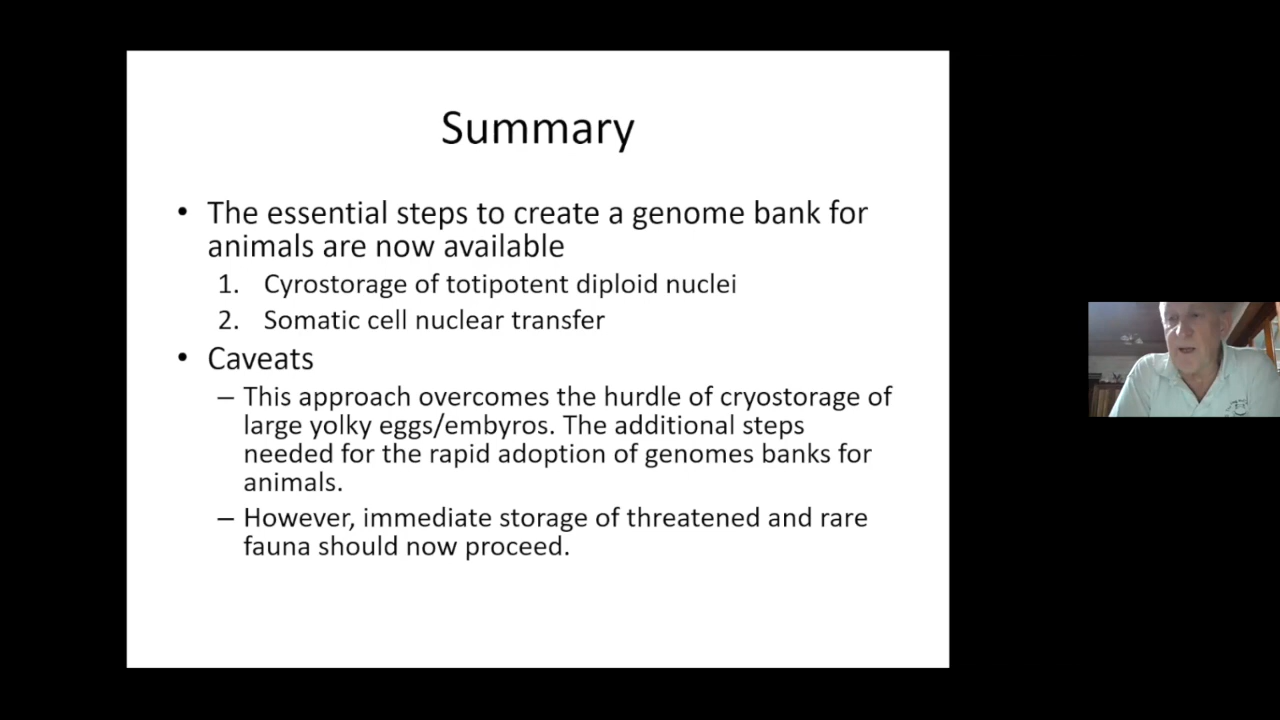 Summary
• The essential steps to create a genome bank for
animals are now available
1. Cyrostorage of totipotent diploid nuclei
2. Somatic cell nuclear transfer
• Caveats
– This approach overcomes the hurdle of cryostorage of
large yolky eggs/embyros. The additional steps
needed for the rapid adoption of genomes banks for
animals.
– However, immediate storage of threatened and rare
fauna should now proceed.